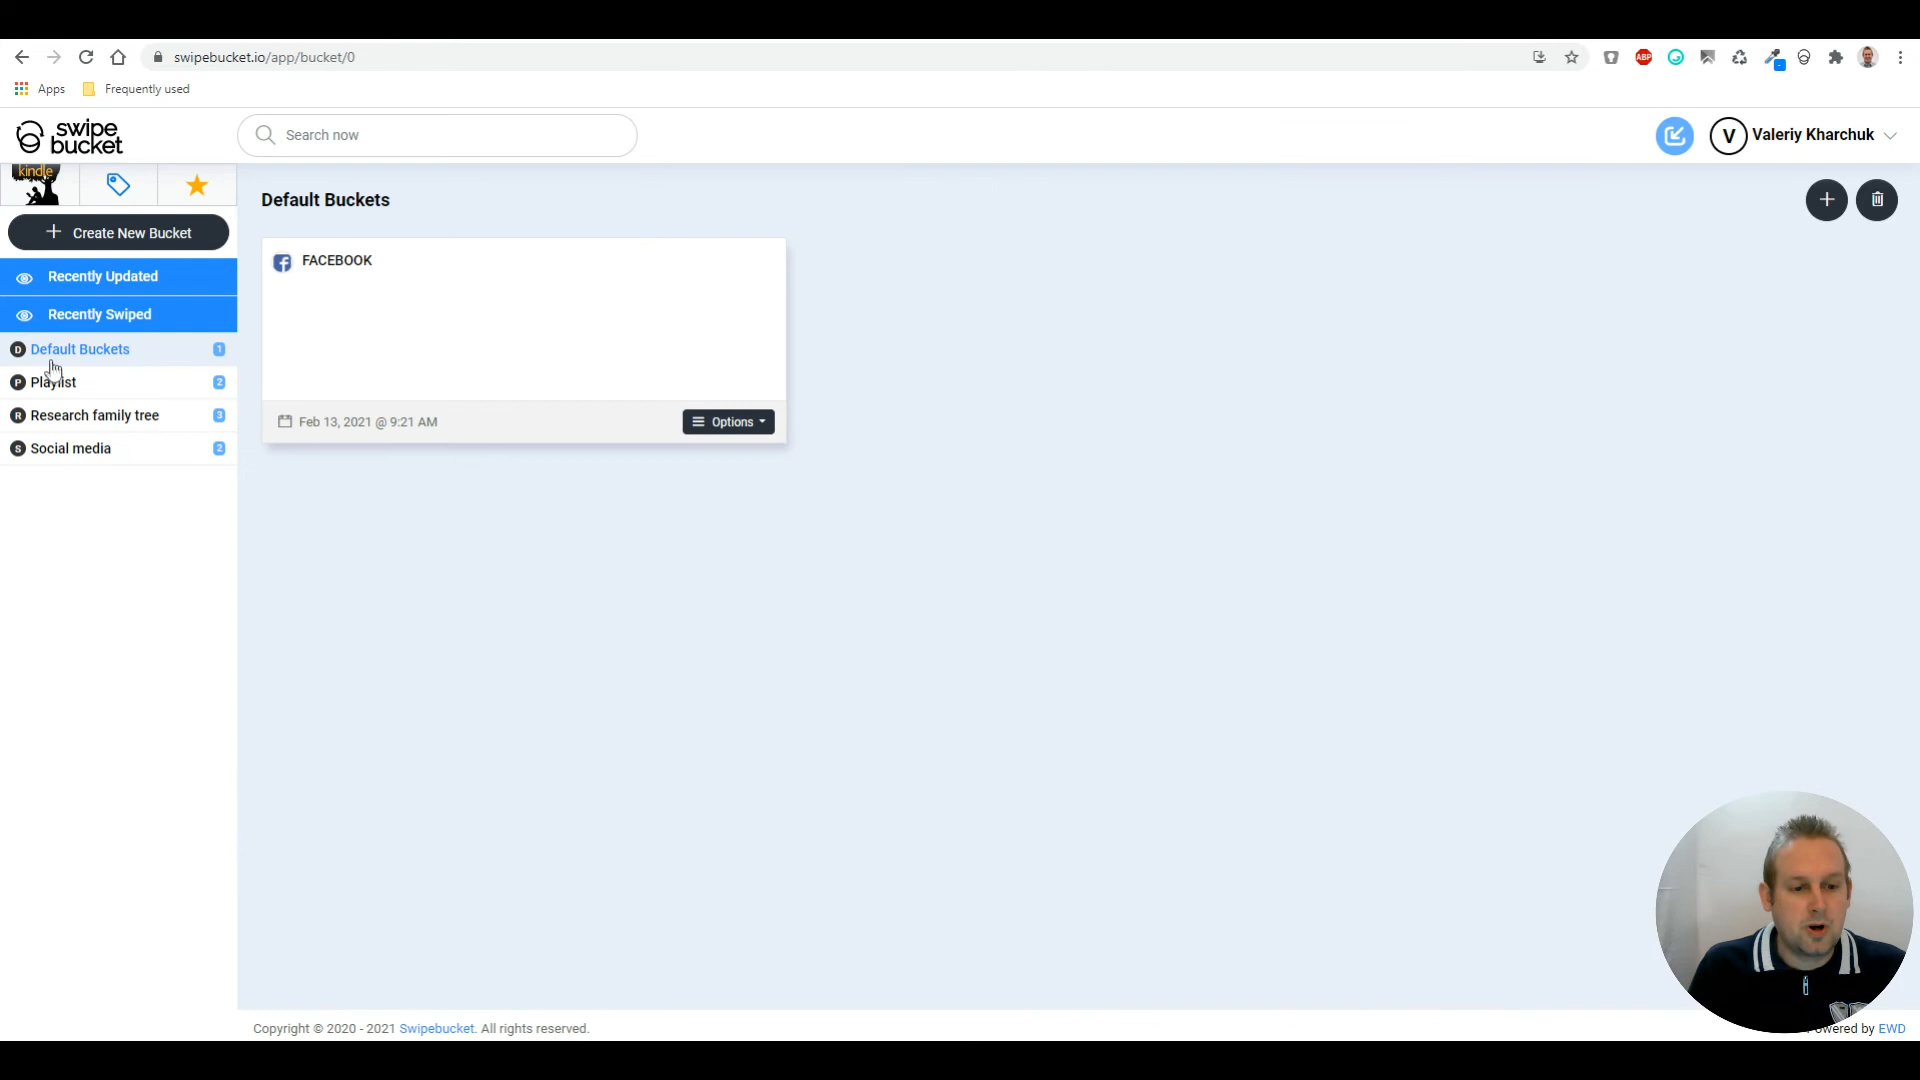 swipebucket.io/app/bucket/0
ABP
Apps
Frequently used
swipe
bucket
Search now
V
Valeriy Kharchuk
kindle
Default Buckets
Create New Bucket
Recently Updated
Recently Swiped
D Default Buckets 1
P Playlist 2
R Research family tree 3
S Social media 2
FACEBOOK
Feb 13, 2021 @ 9:21 AM
Options
Copyright © 2020 - 2021 Swipebucket. All rights reserved.
Powered by EWD